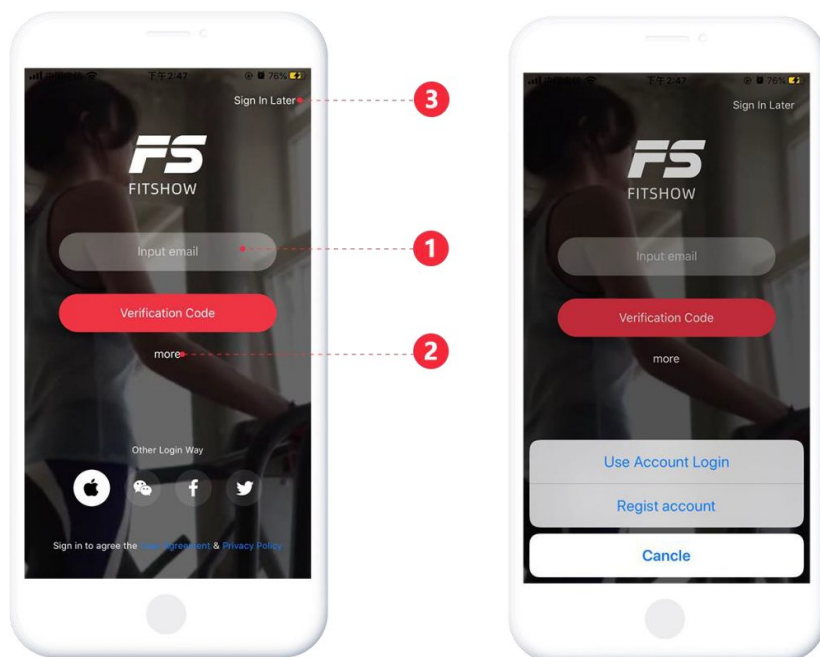 下午2:47
76%
Sign In Later
3
FS
FITSHOW
Input email
1
Verification Code
more
2
Other Login Way
Sign in to agree the User Agreement & Privacy Policy
下午2:47
76%
Sign In Later
FS
FITSHOW
Input email
Verification Code
more
Use Account Login
Regist account
Cancle